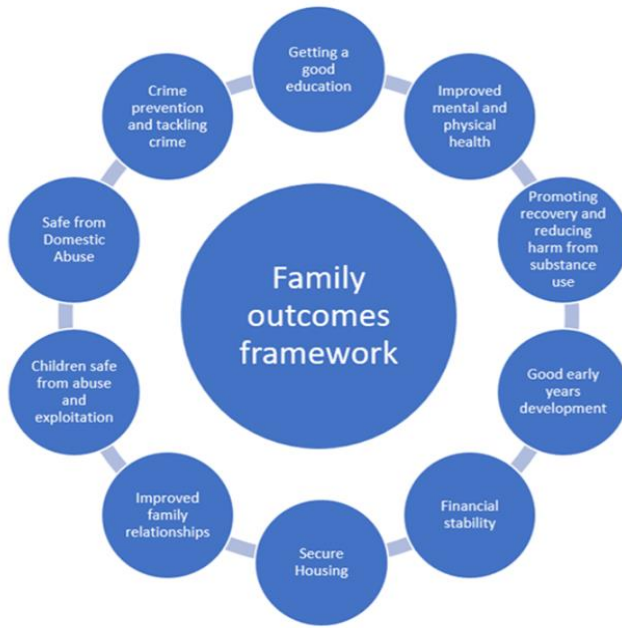 Getting a
good
education
Improved
mental and
physical
health
Promoting
recovery and
reducing
harm from
substance
use
Good early
years
development
Financial
stability
Secure
Housing
Improved
family
relationships
Children safe
from abuse
and
exploitation
Safe from
Domestic
Abuse
Crime
prevention
and tackling
crime
Family
outcomes
framework